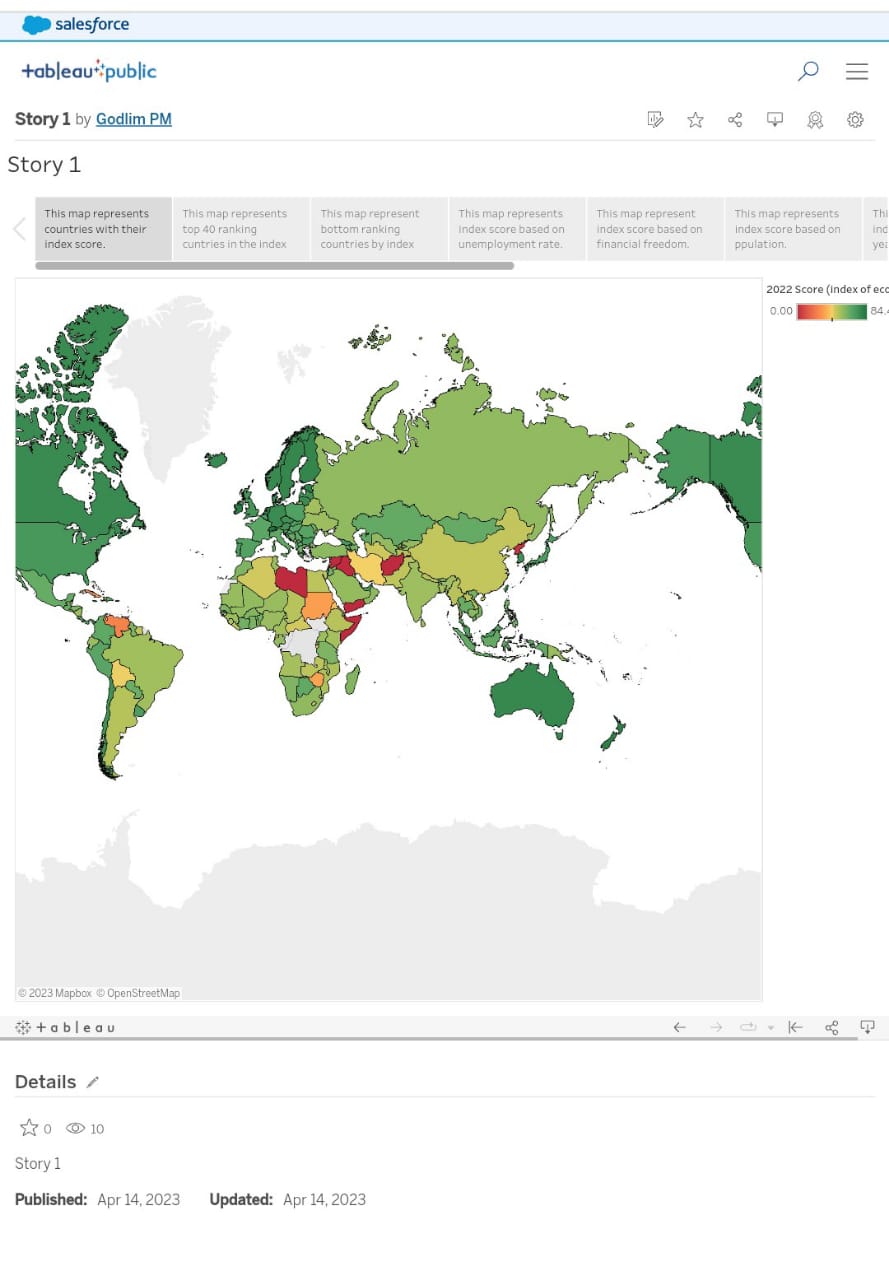 salesforce
+ableau public
Story 1 by Godlim PM
Story 1
This map represents
countries with their
index score.
This map represents
top 40 ranking
cuntries in the index
This map represent
bottom ranking
countries by index
This map represents
index score based on
unemployment rate.
This map represent
index score based on
financial freedom.
This map represents
index score based on
ppulation.
Thi
ind
yea
2022 Score (index of eco
0.00
84.4
© 2023 Mapbox © OpenStreetMap
+ableau
Details
0 10
Story 1
Published: Apr 14, 2023 Updated: Apr 14, 2023